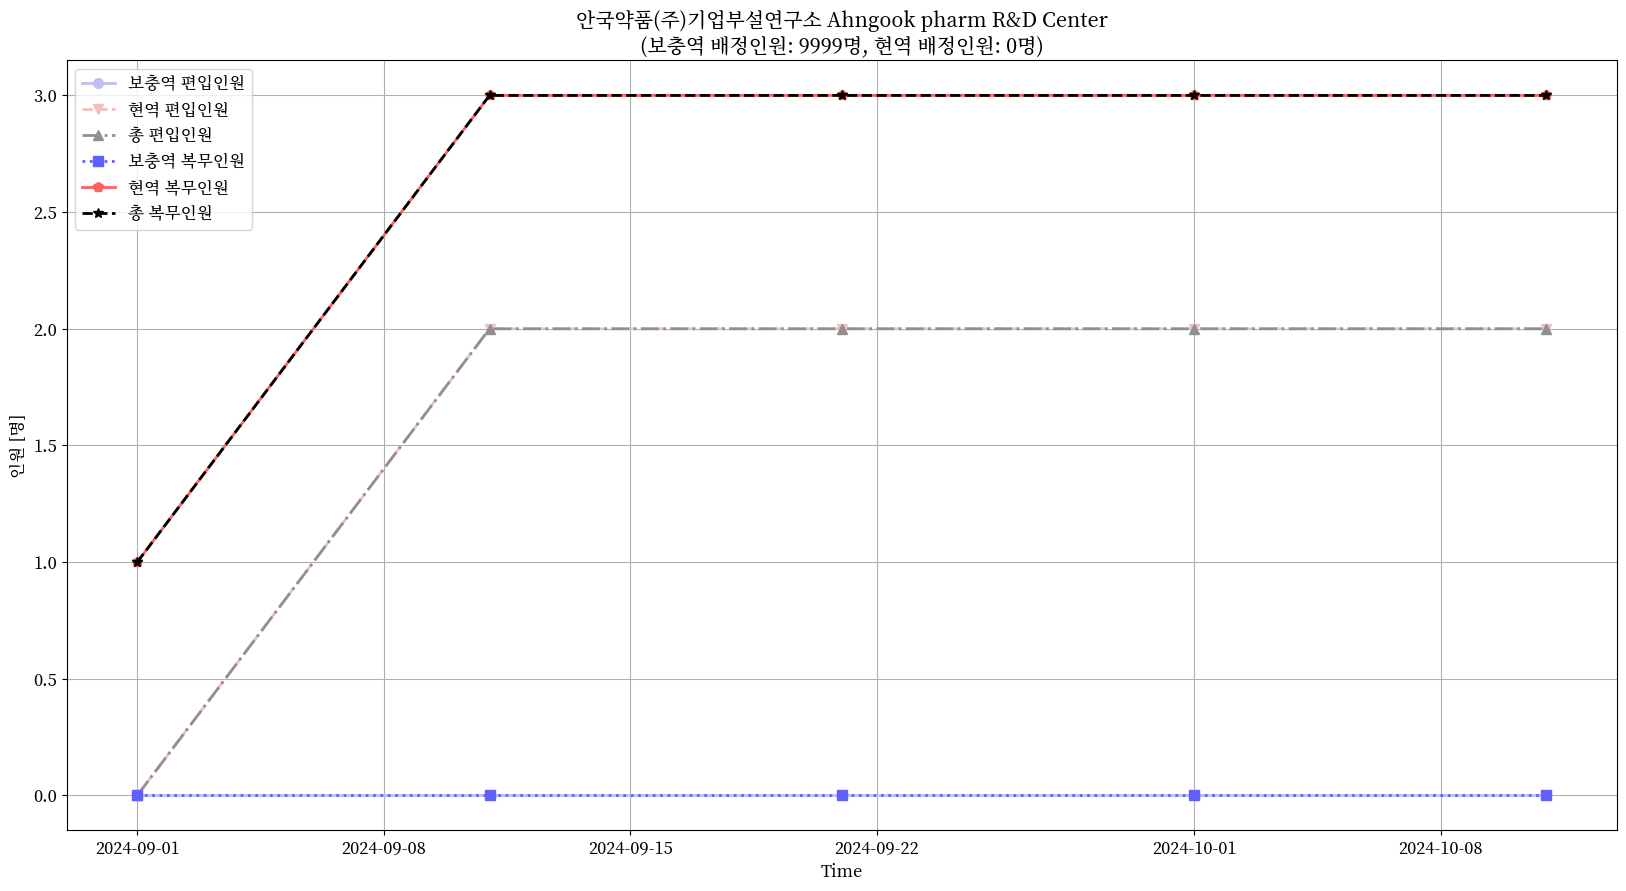 안국약품(주)기업부설연구소 Ahngook pharm R&D Center
(보충역 배정인원: 9999명, 현역 배정인원: 0명)
보충역 편입인원
현역 편입인원
총 편입인원
보충역 복무인원
현역 복무인원
총 복무인원
3.0
2.5
2.0
1.5
1.0
0.5
0.0
인원 [명]
2024-09-01 2024-09-08 2024-09-15 2024-09-22 2024-10-01 2024-10-08
Time